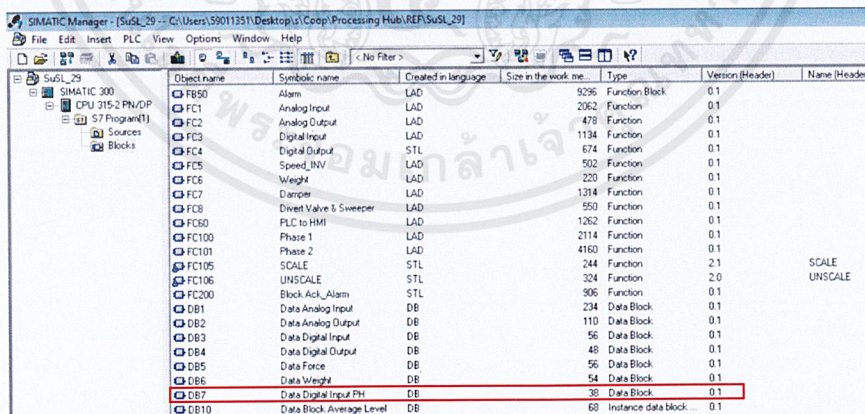 SIMATIC Manager - [SuSL_29 -- C:\Users\59011351\Desktop\s\Coop\Processing Hub\REF\SuSL_29]
File Edit Insert PLC View Options Window Help
< No Filter >
SuSL_29
SIMATIC 300
CPU 315-2 PN/DP
S7 Program(1)
Sources
Blocks
Object name Symbolic name Created in language Size in the work me... Type Version (Header) Name (Header
FB50 Alarm LAD 9296 Function Block 0.1
FC1 Analog Input LAD 2062 Function 0.1
FC2 Analog Output LAD 478 Function 0.1
FC3 Digital Input LAD 1134 Function 0.1
FC4 Digital Output STL 674 Function 0.1
FC5 Speed_INV LAD 502 Function 0.1
FC6 Weight LAD 220 Function 0.1
FC7 Damper LAD 1314 Function 0.1
FC8 Divert Valve & Sweeper LAD 550 Function 0.1
FC60 PLC to HMI LAD 1262 Function 0.1
FC100 Phase 1 LAD 2114 Function 0.1
FC101 Phase 2 LAD 4160 Function 0.1
FC105 SCALE STL 244 Function 2.1 SCALE
FC106 UNSCALE STL 324 Function 2.0 UNSCALE
FC200 Block Ack_Alarm STL 906 Function 0.1
DB1 Data Analog Input DB 234 Data Block 0.1
DB2 Data Analog Output DB 110 Data Block 0.1
DB3 Data Digital Input DB 56 Data Block 0.1
DB4 Data Digital Output DB 48 Data Block 0.1
DB5 Data Force DB 56 Data Block 0.1
DB6 Data Weight DB 54 Data Block 0.1
DB7 Data Digital Input PH DB 38 Data Block 0.1
DB10 Data Block Average Level DB 68 Instance data block ... 0.1